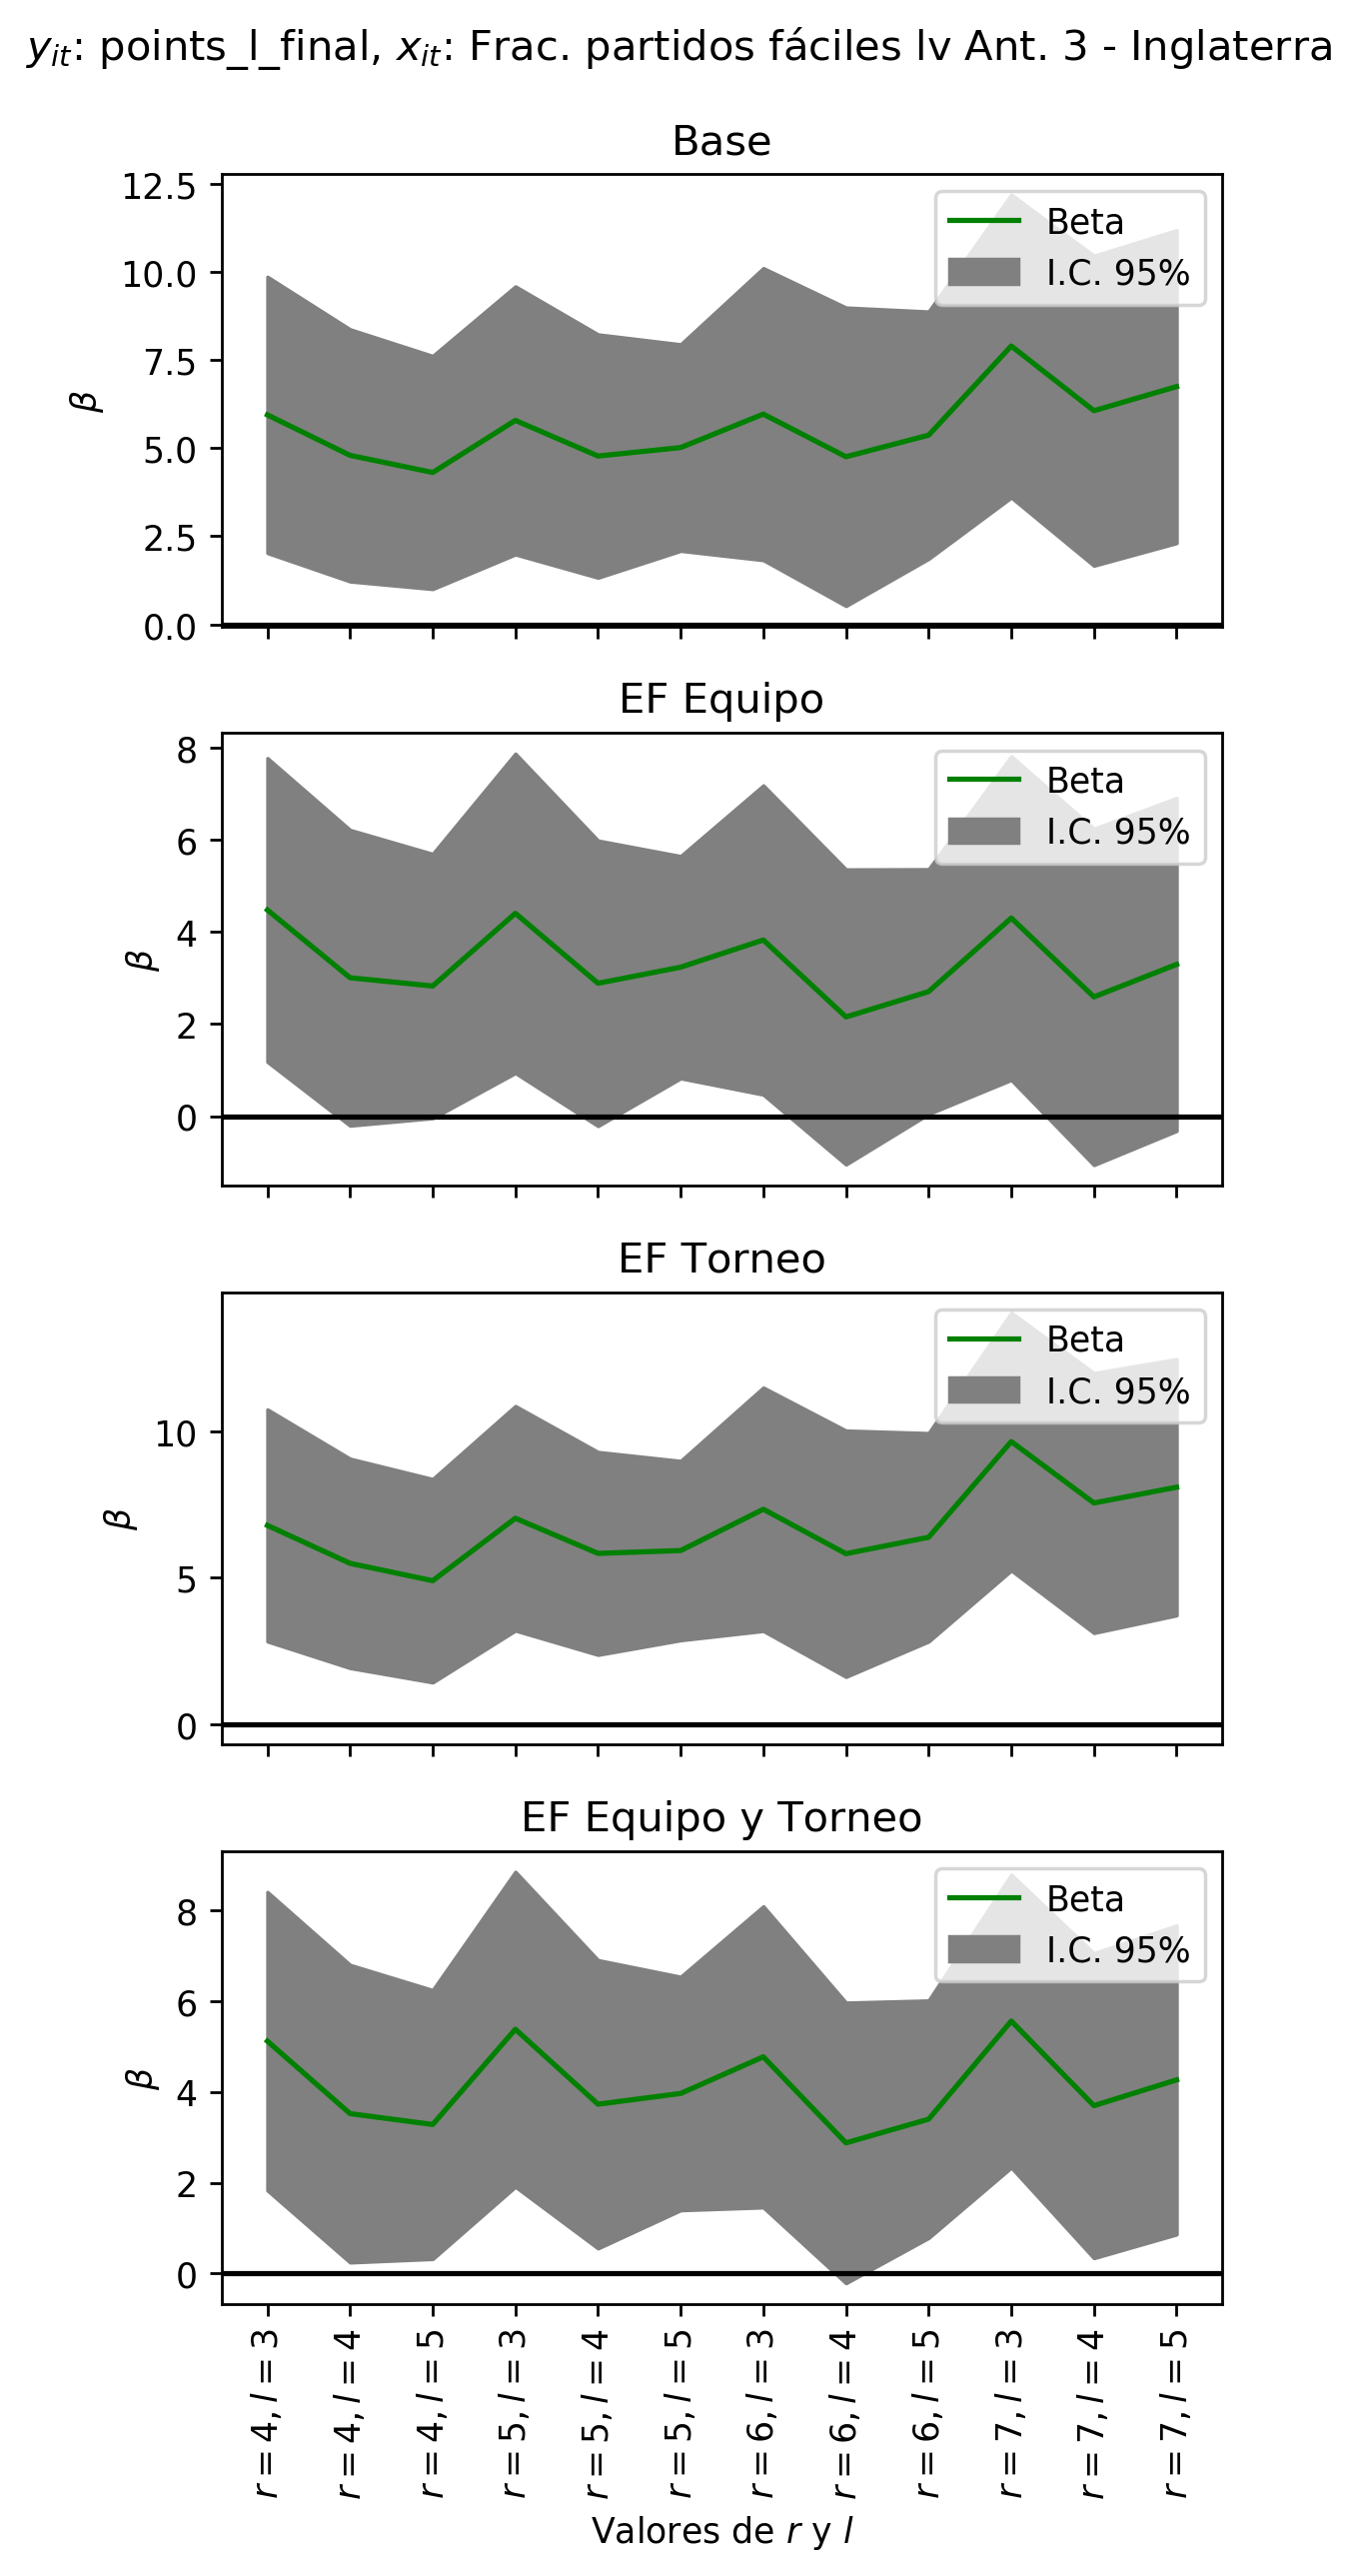 y_it: points_l_final, x_it: Frac. partidos fáciles lv Ant. 3 - Inglaterra
Base
12.5
10.0
7.5
5.0
2.5
0.0
β
Beta
I.C. 95%
EF Equipo
8
6
4
2
0
β
Beta
I.C. 95%
EF Torneo
10
5
0
β
Beta
I.C. 95%
EF Equipo y Torneo
8
6
4
2
0
β
Beta
I.C. 95%
r = 4, l = 3
r = 4, l = 4
r = 4, l = 5
r = 5, l = 3
r = 5, l = 4
r = 5, l = 5
r = 6, l = 3
r = 6, l = 4
r = 6, l = 5
r = 7, l = 3
r = 7, l = 4
r = 7, l = 5
Valores de r y l